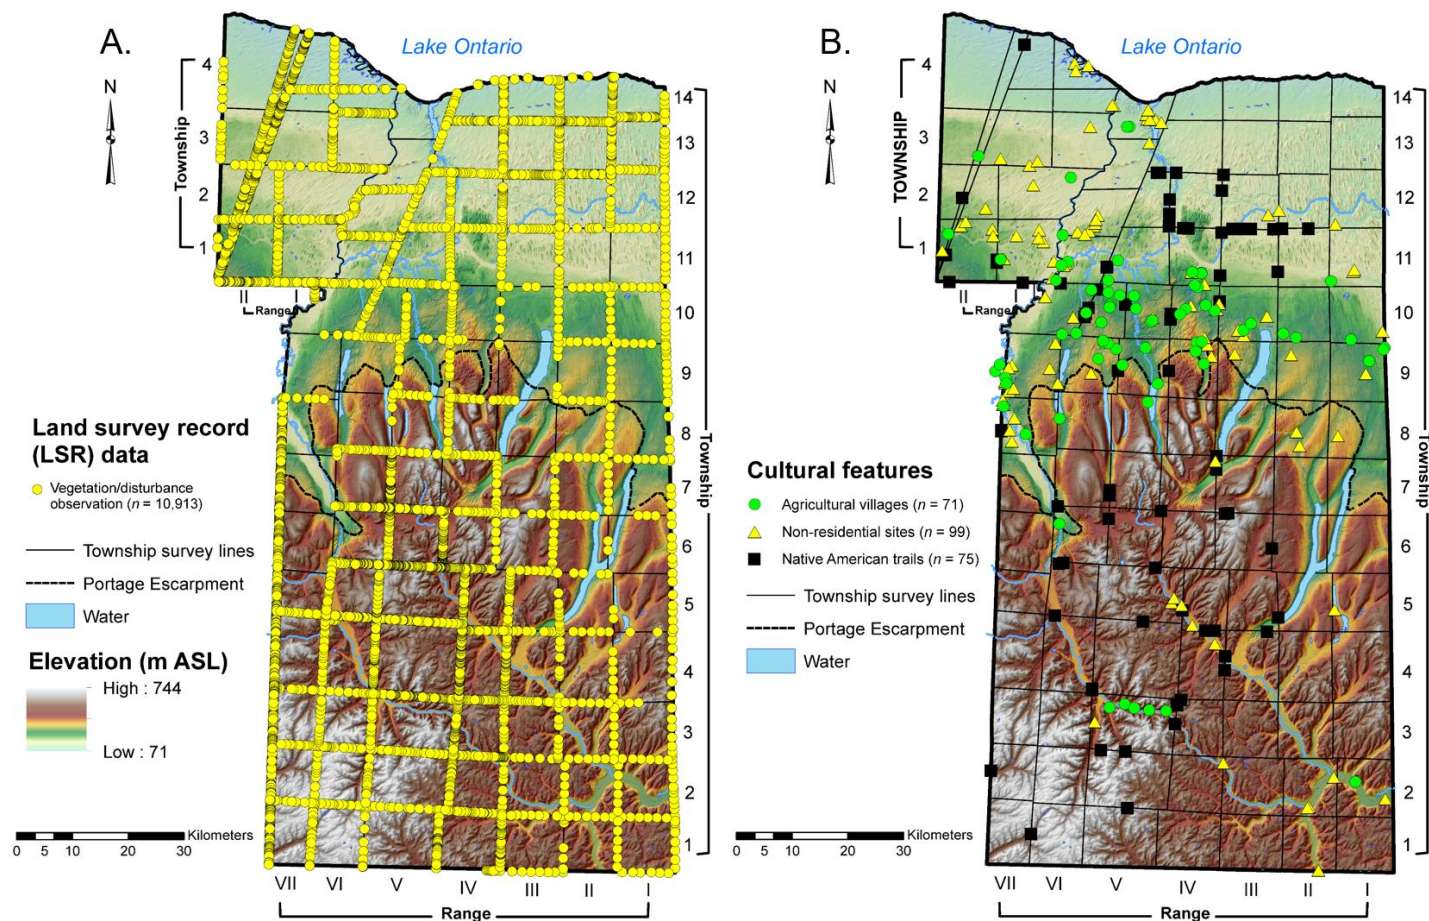 A.
Lake Ontario
N
Township
4
3
2
1
II
I
Range
14
13
12
11
10
9
8
7
6
5
4
3
2
1
Township
Land survey record
(LSR) data
Vegetation/disturbance
observation (n = 10,913)
Township survey lines
Portage Escarpment
Water
Elevation (m ASL)
High : 744
Low : 71
0 5 10 20 30 Kilometers
VII VI V IV III II I
Range
B.
Lake Ontario
N
TOWNSHIP
4
3
2
1
II
I
Range
14
13
12
11
10
9
8
7
6
5
4
3
2
1
Township
Cultural features
Agricultural villages (n = 71)
Non-residential sites (n = 99)
Native American trails (n = 75)
Township survey lines
Portage Escarpment
Water
0 5 10 20 30 Kilometers
VII VI V IV III II I
Range